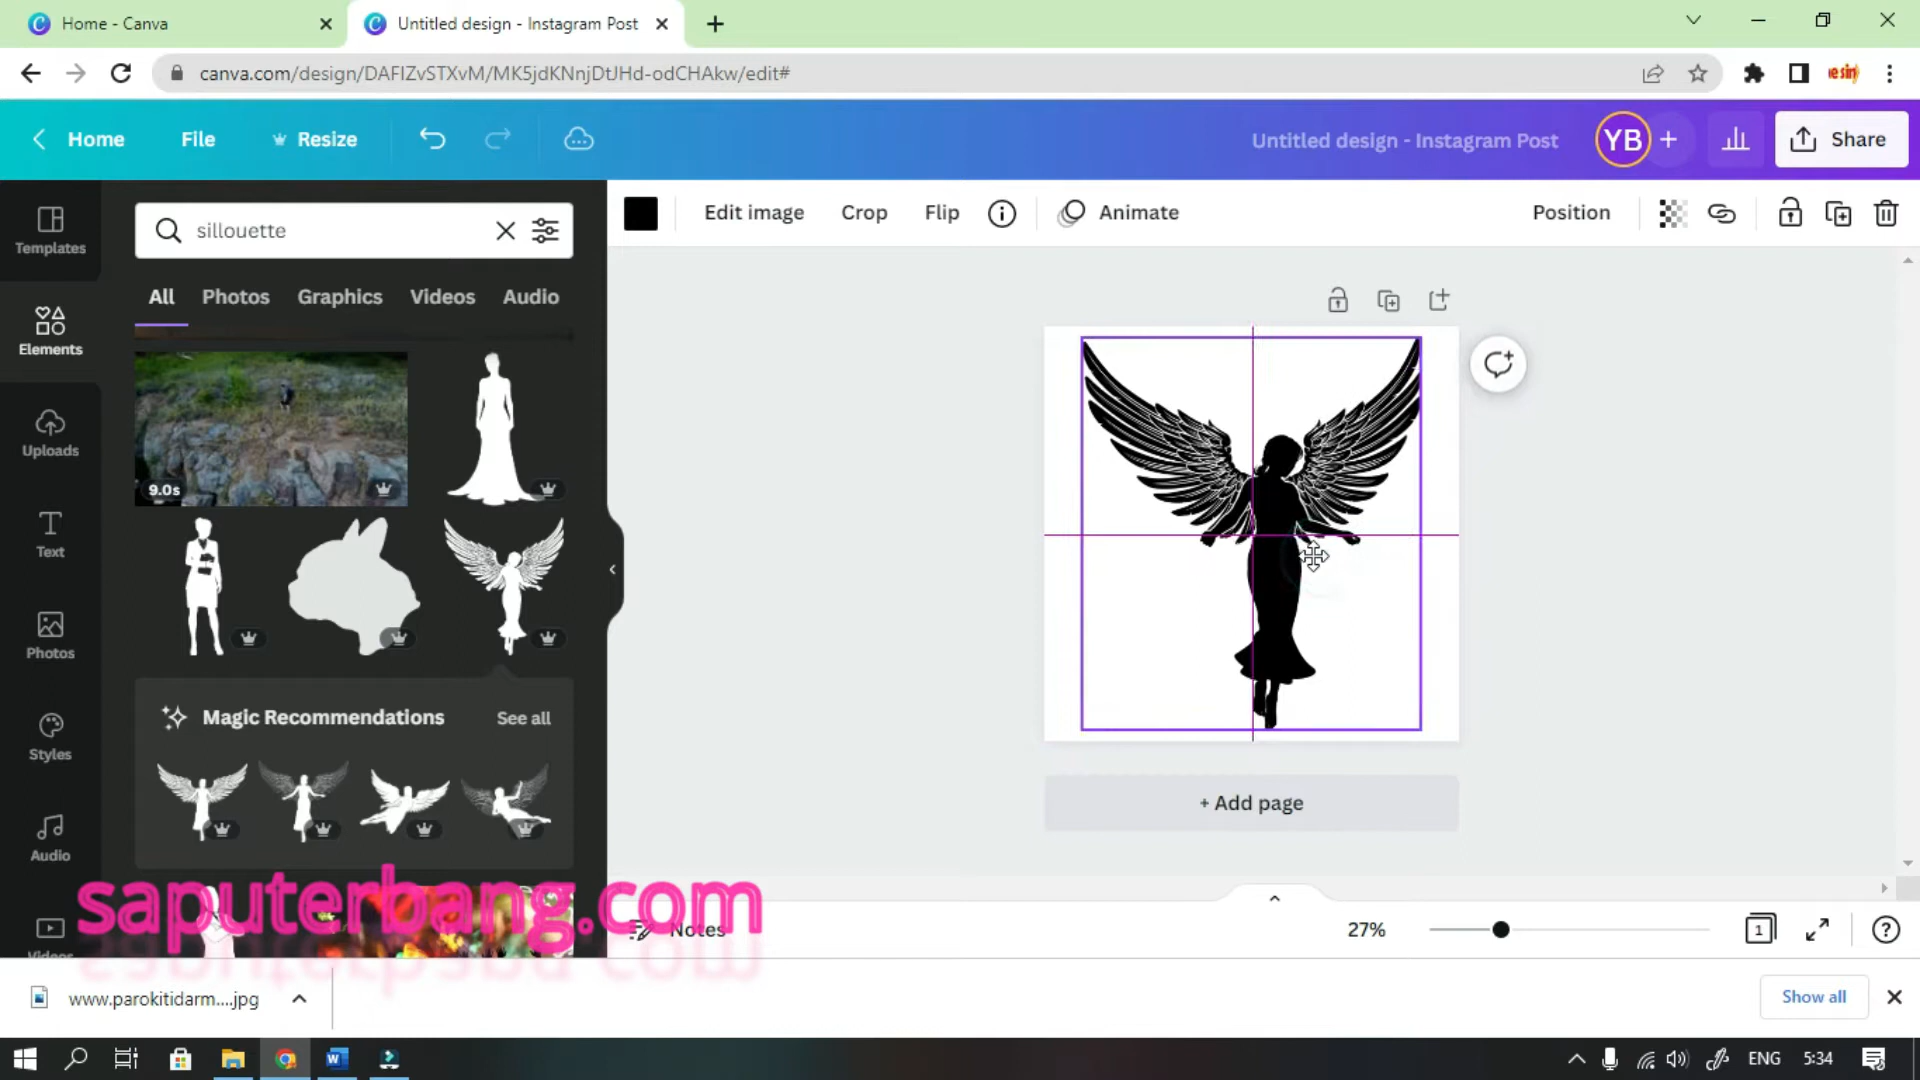 Home - Canva
Untitled design - Instagram Post
canva.com/design/DAFIZvSTXvM/MK5jdKNnjDtJHd-odCHAkw/edit#
Home
File
Resize
Untitled design - Instagram Post
YB
Share
Templates
Elements
Uploads
Text
Photos
Styles
Audio
Videos
sillouette
All
Photos
Graphics
Videos
Audio
9.0s
Magic Recommendations
See all
Edit image
Crop
Flip
Animate
Position
+ Add page
saputerbang.com
Notes
27%
1
www.parokitidarm....jpg
Show all
ENG
5:34